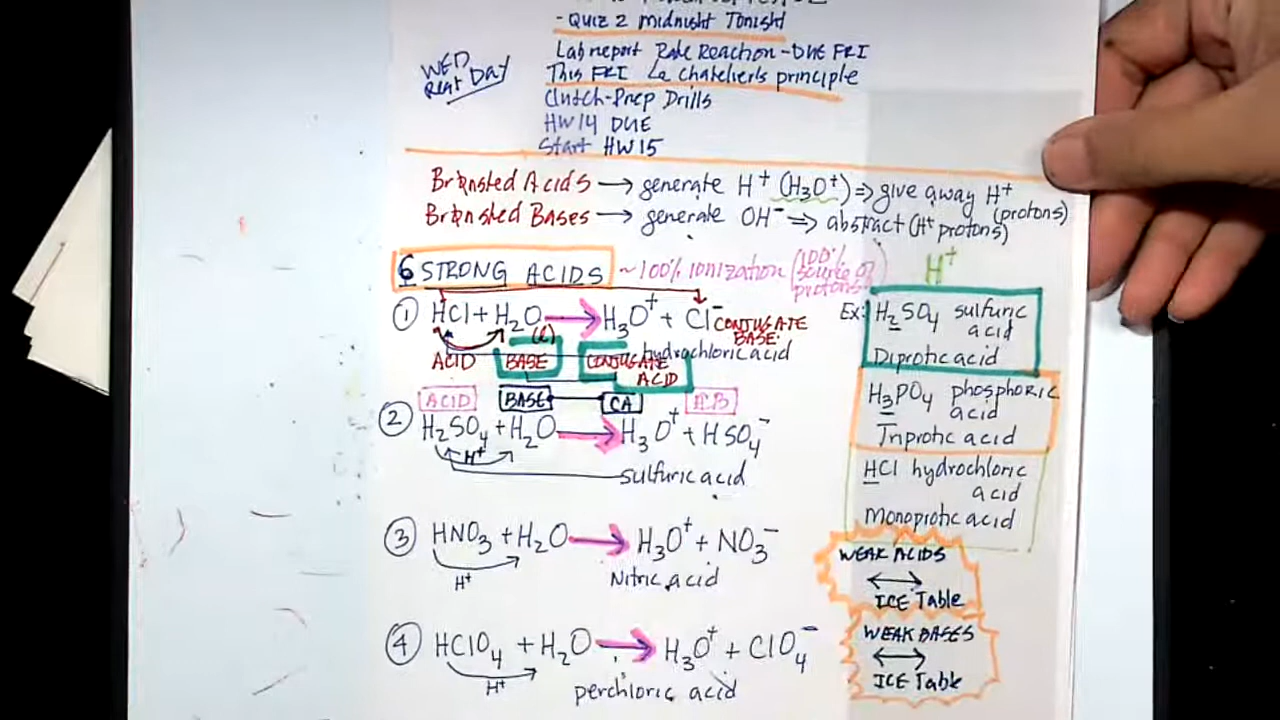 - QUIZ 2 MIDNIGHT TONIGHT
WED
Rest DAY
Lab report Rate Reaction - DUE FRI
This FRI Le chatelier's principle
Clutch-Prep Drills
HW14 DUE
Start HW15
Brønsted Acids → generate H⁺ (H₃O⁺) ⇒ give away H⁺
(protons)
Brønsted Bases → generate OH⁻ ⇒ abstract (H⁺ protons)
6 STRONG ACIDS ~100% IONIZATION (100%
source of
protons)
H⁺
① HCl + H₂O → H₃O⁺ + Cl⁻ CONJUGATE
BASE
(l)
hydrochloric acid
ACID BASE CONJUGATE
ACID
ACID BASE CA CB
② H₂SO₄ + H₂O → H₃O⁺ + HSO₄⁻
H⁺
sulfuric acid
③ HNO₃ + H₂O → H₃O⁺ + NO₃⁻
H⁺ Nitric acid
④ HClO₄ + H₂O → H₃O⁺ + ClO₄⁻
H⁺
perchloric acid
Ex: H₂SO₄ sulfuric
acid
Diprotic acid
H₃PO₄ phosphoric
acid
Triprotic acid
HCl hydrochloric
acid
Monoprotic acid
WEAK ACIDS
↔
ICE Table
WEAK BASES
↔
ICE Table